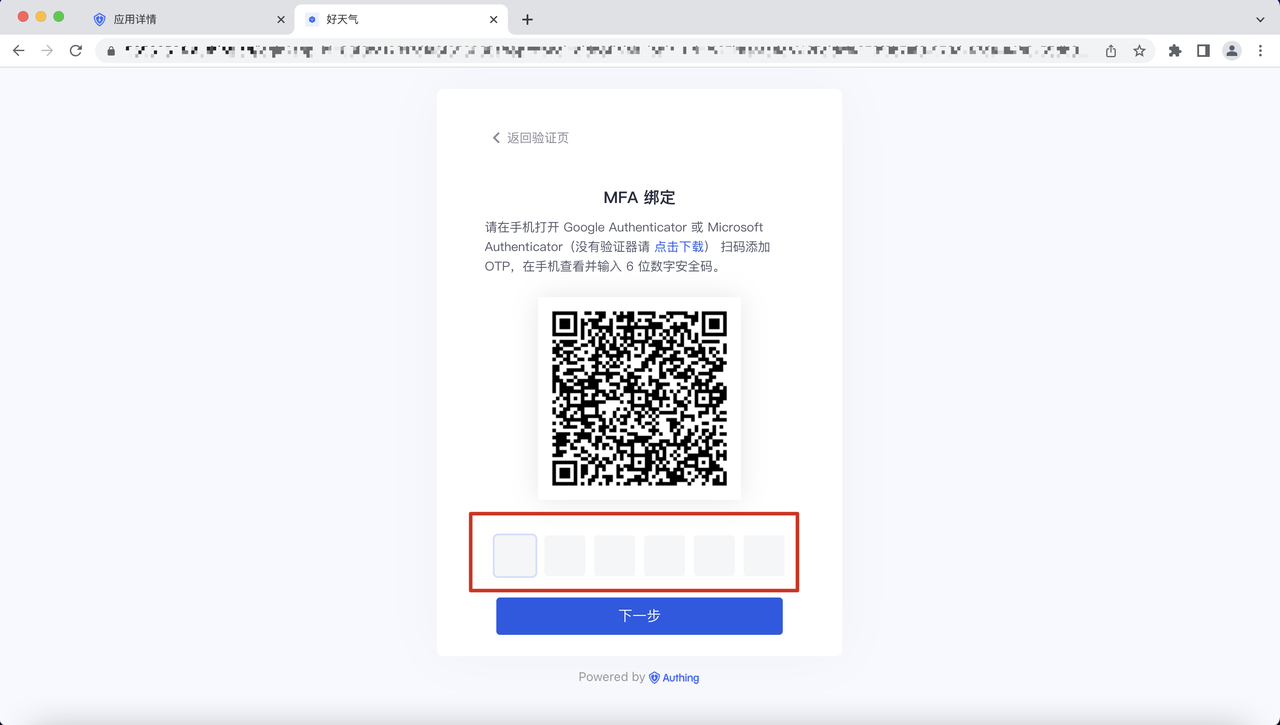 应用详情
好天气
返回验证页
MFA 绑定
请在手机打开 Google Authenticator 或 Microsoft
Authenticator（没有验证器请 点击下载） 扫码添加
OTP，在手机查看并输入 6 位数字安全码。
下一步
Powered by Authing